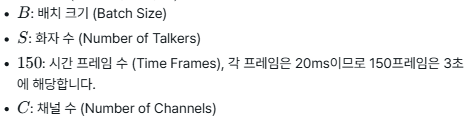 • B: 배치 크기 (Batch Size)
• S: 화자 수 (Number of Talkers)
• 150: 시간 프레임 수 (Time Frames), 각 프레임은 20ms이므로 150프레임은 3초
에 해당합니다.
• C: 채널 수 (Number of Channels)